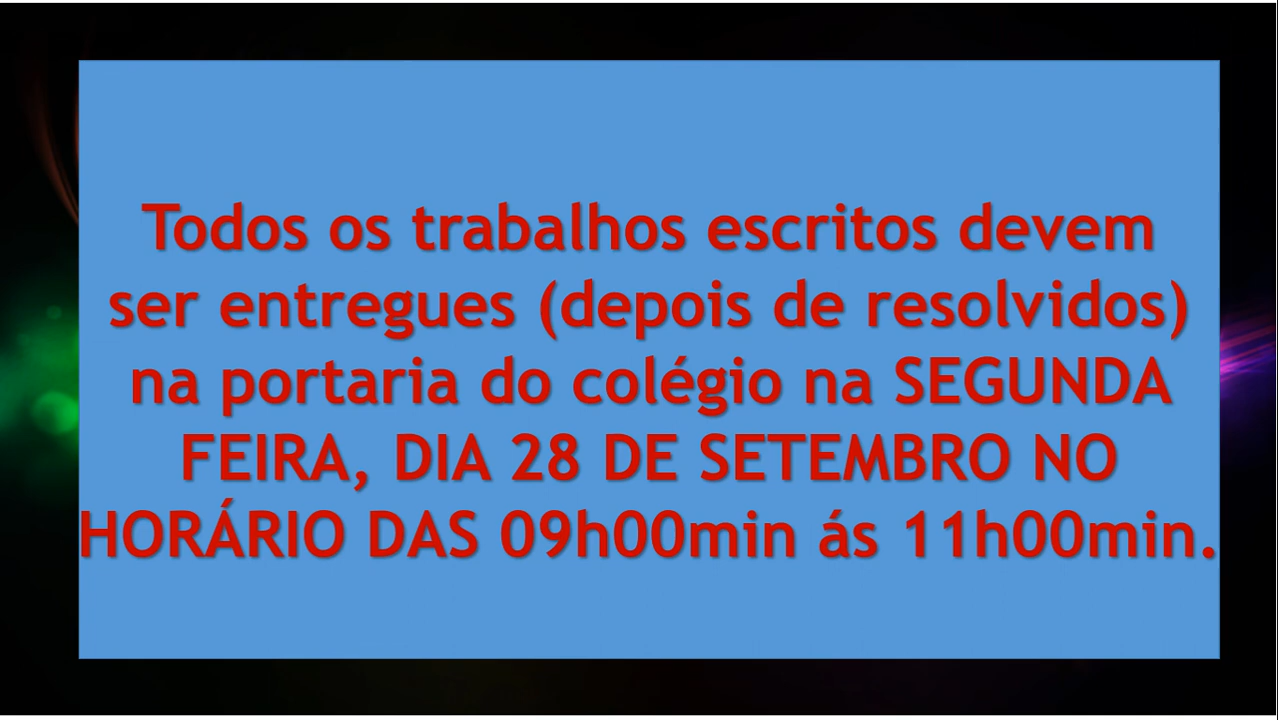 Todos os trabalhos escritos devem
ser entregues (depois de resolvidos)
na portaria do colégio na SEGUNDA
FEIRA, DIA 28 DE SETEMBRO NO
HORÁRIO DAS 09h00min ás 11h00min.